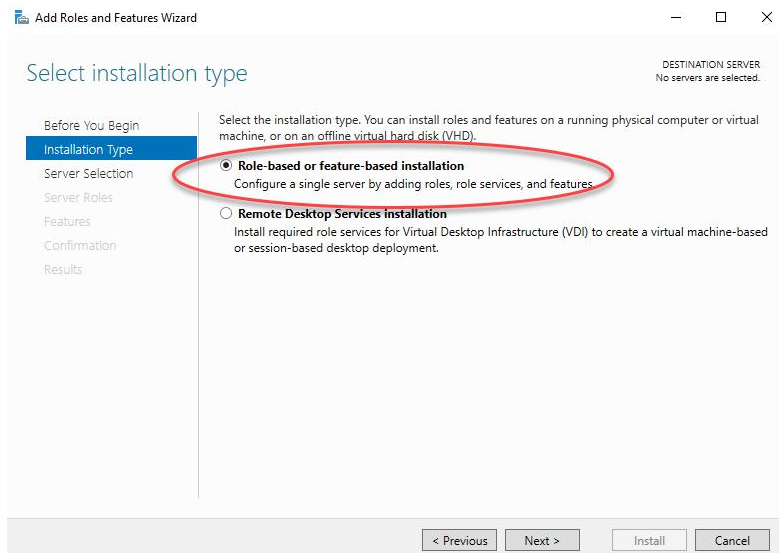 Add Roles and Features Wizard
Select installation type
DESTINATION SERVER
No servers are selected.
Before You Begin
Installation Type
Server Selection
Server Roles
Features
Confirmation
Results
Select the installation type. You can install roles and features on a running physical computer or virtual
machine, or on an offline virtual hard disk (VHD).
Role-based or feature-based installation
Configure a single server by adding roles, role services, and features.
Remote Desktop Services installation
Install required role services for Virtual Desktop Infrastructure (VDI) to create a virtual machine-based
or session-based desktop deployment.
< Previous
Next >
Install
Cancel